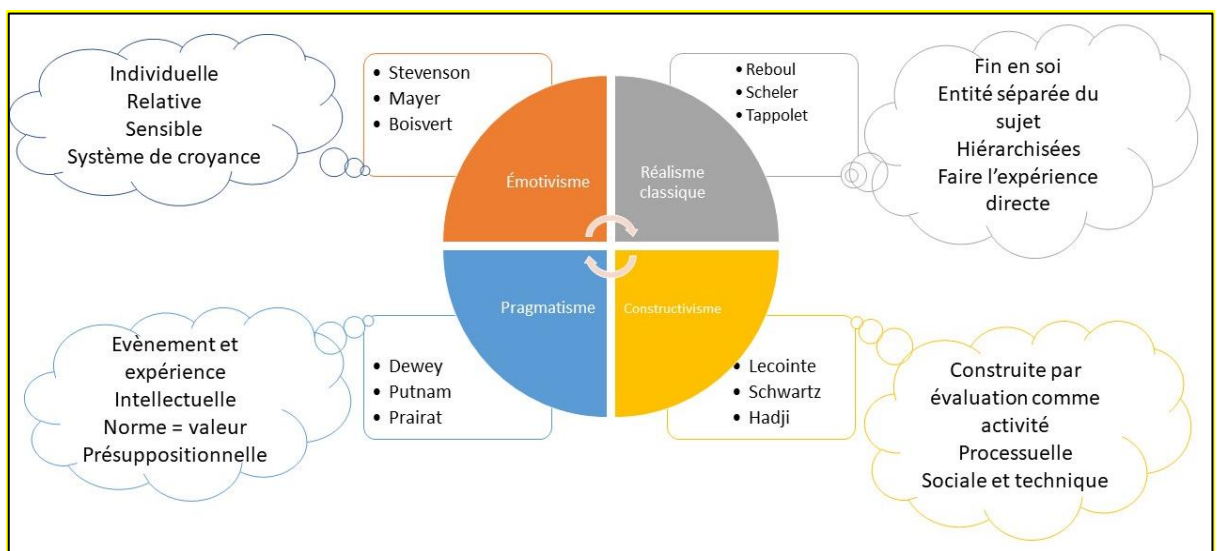 Individuelle
Relative
Sensible
Système de croyance
• Stevenson
• Mayer
• Boisvert
Émotivisme
Réalisme
classique
• Reboul
• Scheler
• Tappolet
Fin en soi
Entité séparée du
sujet
Hiérarchisées
Faire l’expérience
directe
Evènement et
expérience
Intellectuelle
Norme = valeur
Présuppositionnelle
• Dewey
• Putnam
• Prairat
Pragmatisme
Constructivisme
• Lecointe
• Schwartz
• Hadji
Construite par
évaluation comme
activité
Processuelle
Sociale et technique